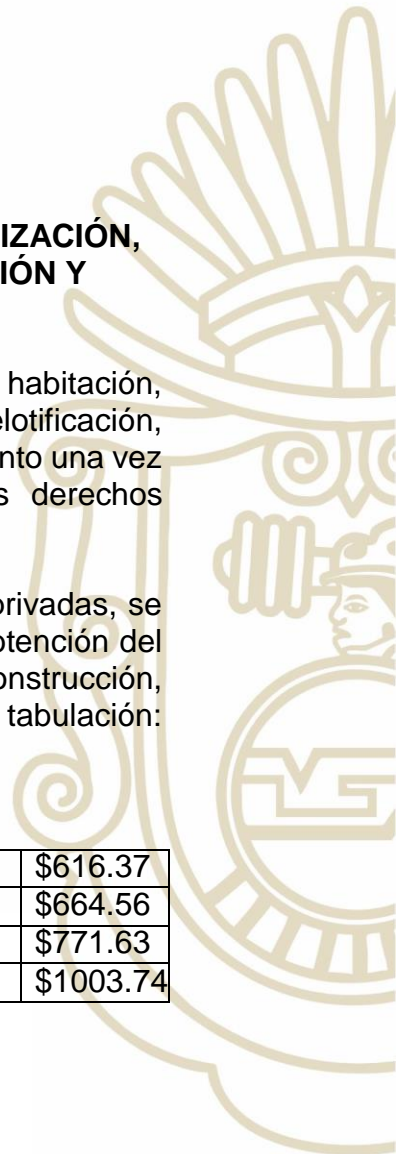 IZACIÓN,
IÓN Y
habitación,
elotificación,
nto una vez
s derechos
privadas, se
otención del
onstrucción,
tabulación:
$616.37
$664.56
$771.63
$1003.74